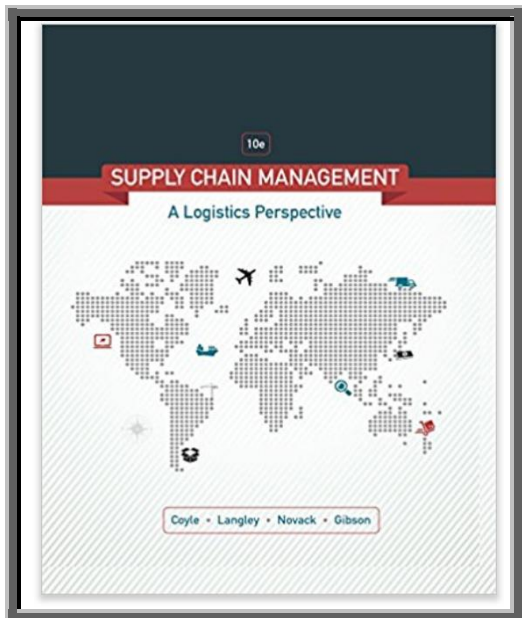 10e
SUPPLY CHAIN MANAGEMENT
A Logistics Perspective
Coyle • Langley • Novack • Gibson